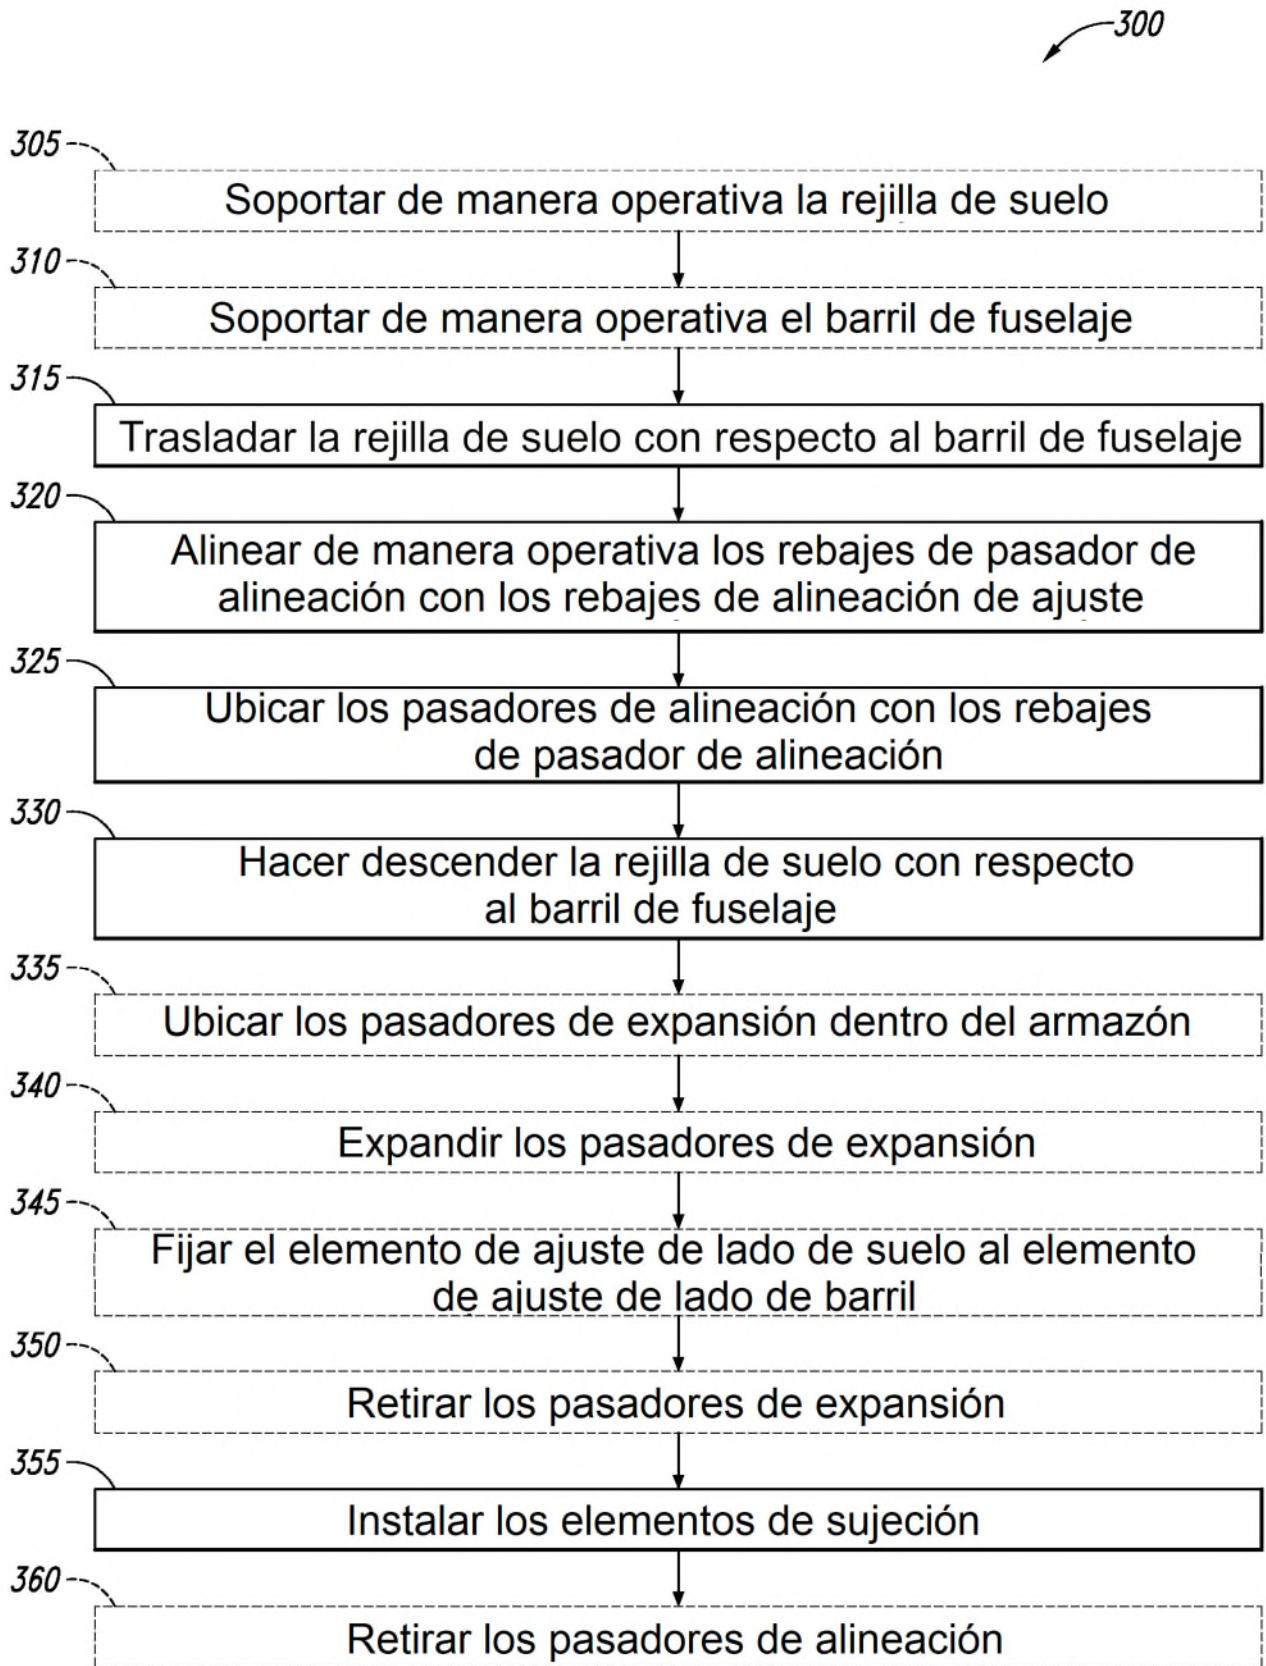 300
305
Soportar de manera operativa la rejilla de suelo
310
Soportar de manera operativa el barril de fuselaje
315
Trasladar la rejilla de suelo con respecto al barril de fuselaje
320
Alinear de manera operativa los rebajes de pasador de
alineación con los rebajes de alineación de ajuste
325
Ubicar los pasadores de alineación con los rebajes
de pasador de alineación
330
Hacer descender la rejilla de suelo con respecto
al barril de fuselaje
335
Ubicar los pasadores de expansión dentro del armazón
340
Expandir los pasadores de expansión
345
Fijar el elemento de ajuste de lado de suelo al elemento
de ajuste de lado de barril
350
Retirar los pasadores de expansión
355
Instalar los elementos de sujeción
360
Retirar los pasadores de alineación